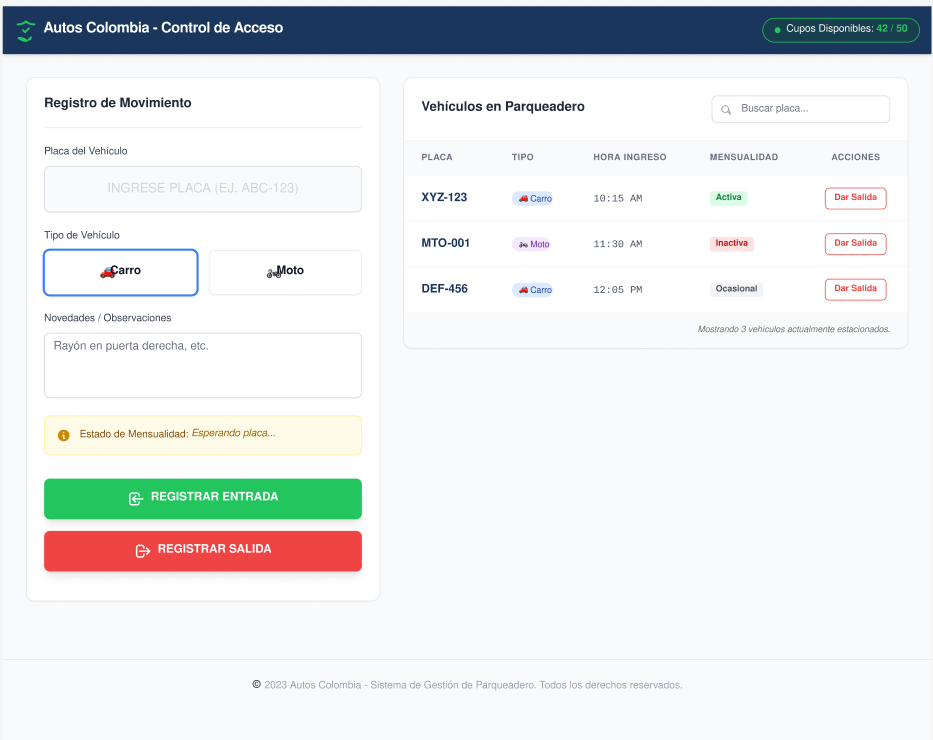 Autos Colombia - Control de Acceso
Cupos Disponibles: 42 / 50
Registro de Movimiento
Placa del Vehículo
INGRESE PLACA (EJ. ABC-123)
Tipo de Vehículo
Carro
Moto
Novedades / Observaciones
Rayón en puerta derecha, etc.
Estado de Mensualidad: Esperando placa...
REGISTRAR ENTRADA
REGISTRAR SALIDA
Vehículos en Parqueadero
Buscar placa...
PLACA TIPO HORA INGRESO MENSUALIDAD ACCIONES
XYZ-123 Carro 10:15 AM Activa Dar Salida
MTO-001 Moto 11:30 AM Inactiva Dar Salida
DEF-456 Carro 12:05 PM Ocasional Dar Salida
Mostrando 3 vehículos actualmente estacionados.
© 2023 Autos Colombia - Sistema de Gestión de Parqueadero. Todos los derechos reservados.